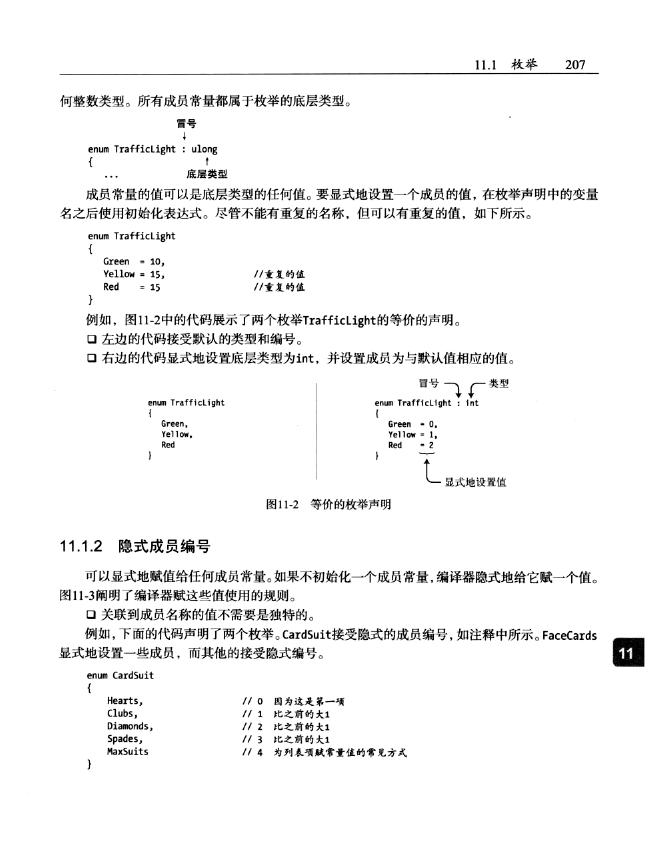 11.1 枚举 207
何整数类型。所有成员常量都属于枚举的底层类型。
冒号
↓
enum TrafficLight : ulong
{ ↑
... 底层类型
成员常量的值可以是底层类型的任何值。要显式地设置一个成员的值，在枚举声明中的变量
名之后使用初始化表达式。尽管不能有重复的名称，但可以有重复的值，如下所示。
enum TrafficLight
{
Green = 10,
Yellow = 15, //重复的值
Red = 15 //重复的值
}
例如，图11-2中的代码展示了两个枚举TrafficLight的等价的声明。
❑ 左边的代码接受默认的类型和编号。
❑ 右边的代码显式地设置底层类型为int，并设置成员为与默认值相应的值。
冒号 类型
enum TrafficLight enum TrafficLight : int
{ {
Green, Green = 0,
Yellow, Yellow = 1,
Red Red = 2
} }
显式地设置值
图11-2 等价的枚举声明
11.1.2 隐式成员编号
可以显式地赋值给任何成员常量。如果不初始化一个成员常量，编译器隐式地给它赋一个值。
图11-3阐明了编译器赋这些值使用的规则。
❑ 关联到成员名称的值不需要是独特的。
例如，下面的代码声明了两个枚举。CardSuit接受隐式的成员编号，如注释中所示。FaceCards
显式地设置一些成员，而其他的接受隐式编号。
11
enum CardSuit
{
Hearts, // 0 因为这是第一项
Clubs, // 1 比之前的大1
Diamonds, // 2 比之前的大1
Spades, // 3 比之前的大1
MaxSuits // 4 为列表项赋常量值的常见方式
}